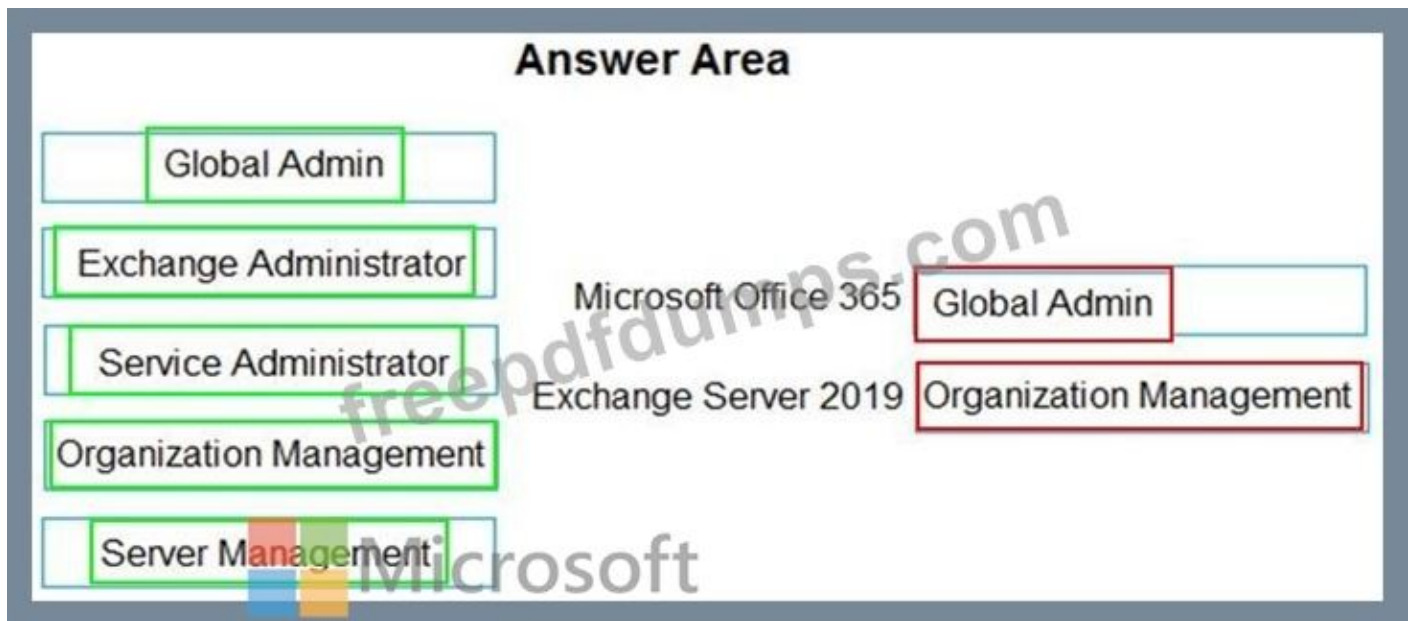 Answer Area
Global Admin
Exchange Administrator
Service Administrator
Organization Management
Server Management
Microsoft Office 365 Global Admin
Exchange Server 2019 Organization Management
freepdfdumps.com
Microsoft